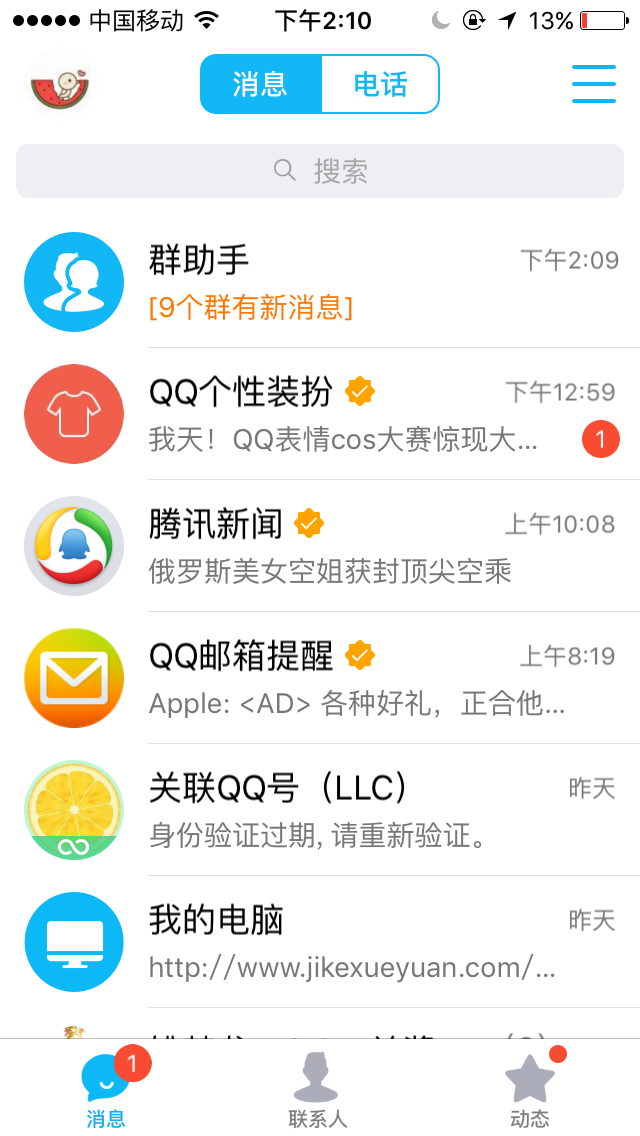 中国移动 下午2:10 13%
消息 电话
搜索
群助手 下午2:09
[9个群有新消息]
QQ个性装扮 下午12:59
我天！QQ表情cos大赛惊现大... 1
腾讯新闻 上午10:08
俄罗斯美女空姐获封顶尖空乘
QQ邮箱提醒 上午8:19
Apple: <AD> 各种好礼，正合他...
关联QQ号（LLC） 昨天
身份验证过期, 请重新验证。
我的电脑 昨天
http://www.jikexueyuan.com/...
1
消息 联系人 动态